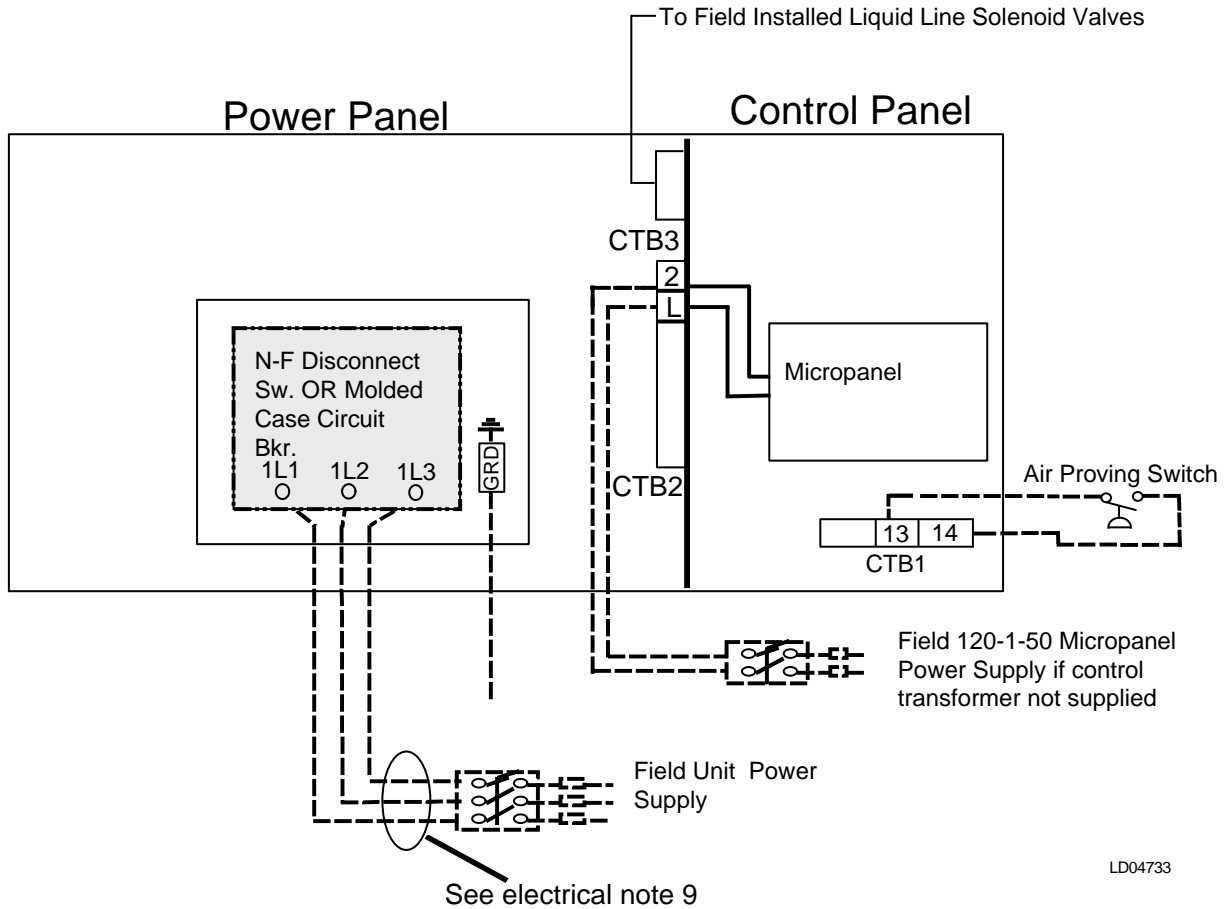 To Field Installed Liquid Line Solenoid Valves
Power Panel
Control Panel
CTB3
2
L
N-F Disconnect
Sw. OR Molded
Case Circuit
Bkr.
1L1 1L2 1L3
GRD
Micropanel
CTB2
Air Proving Switch
13 14
CTB1
Field 120-1-50 Micropanel
Power Supply if control
transformer not supplied
Field Unit Power
Supply
LD04733
See electrical note 9